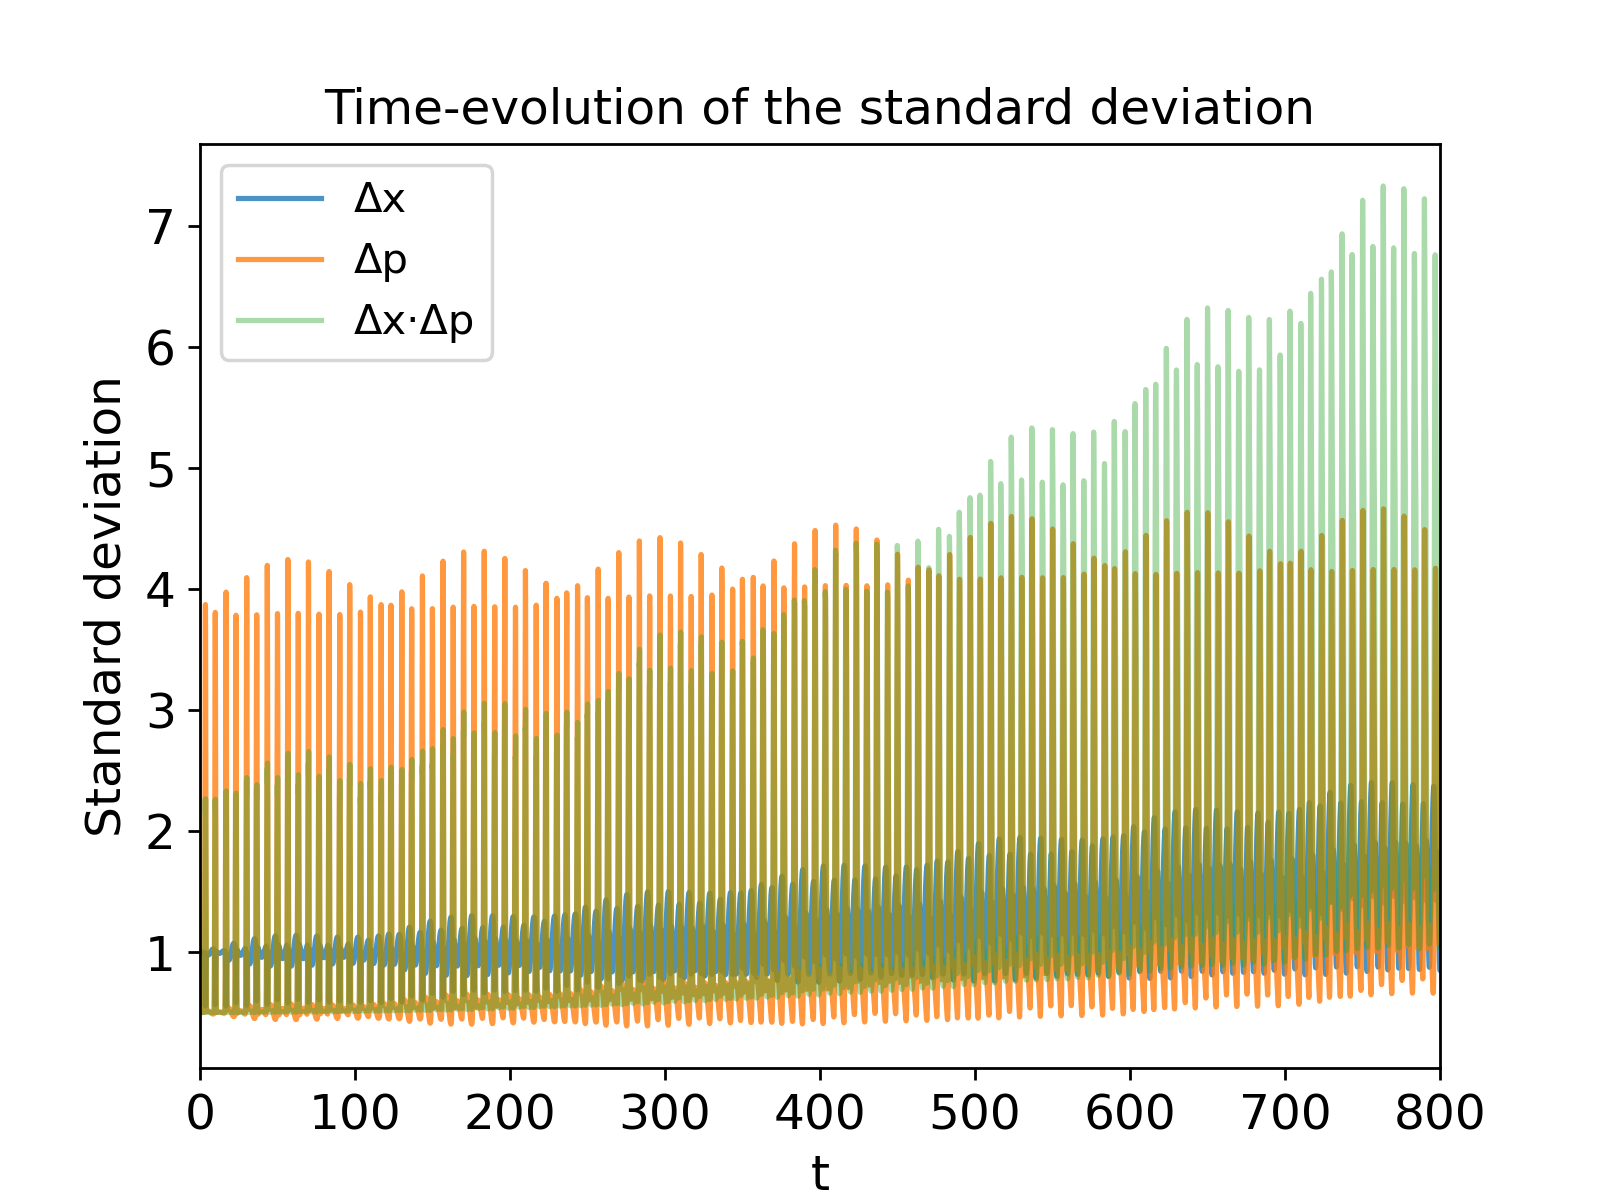 Time-evolution of the standard deviation
Δx
Δp
Δx·Δp
Standard deviation
7
6
5
4
3
2
1
0 100 200 300 400 500 600 700 800
t